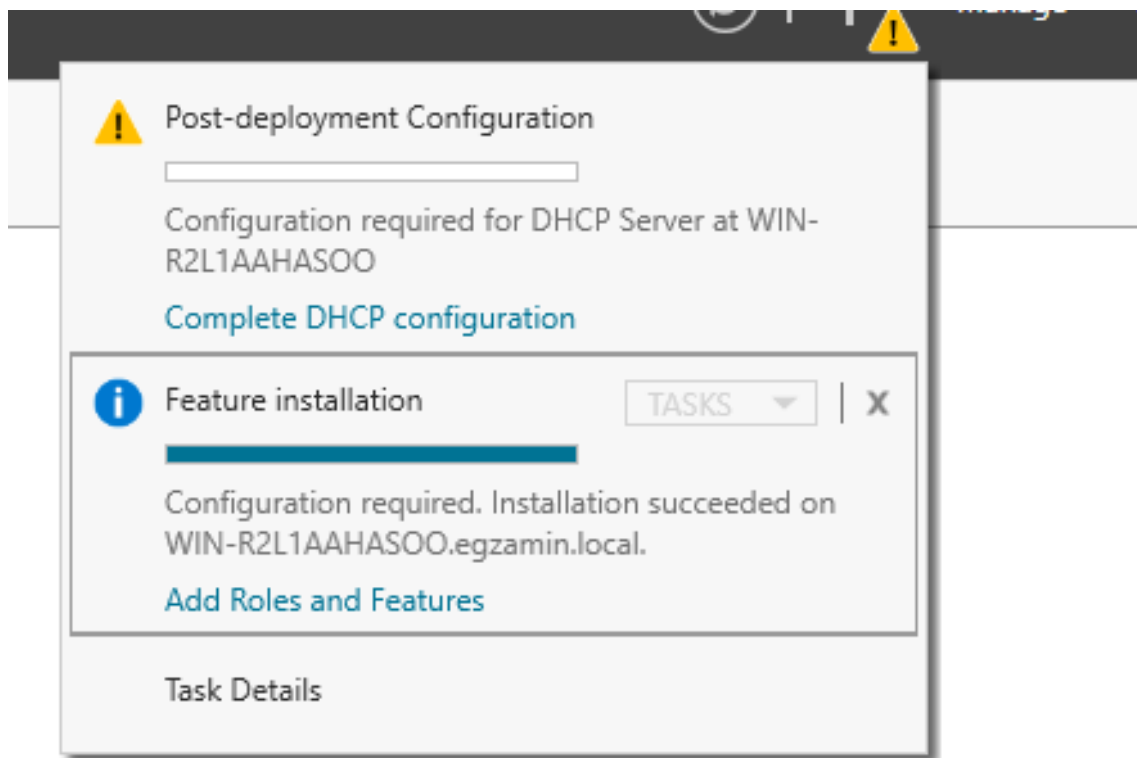 Post-deployment Configuration
Configuration required for DHCP Server at WIN-
R2L1AAHASOO
Complete DHCP configuration
Feature installation
TASKS
X
Configuration required. Installation succeeded on
WIN-R2L1AAHASOO.egzamin.local.
Add Roles and Features
Task Details